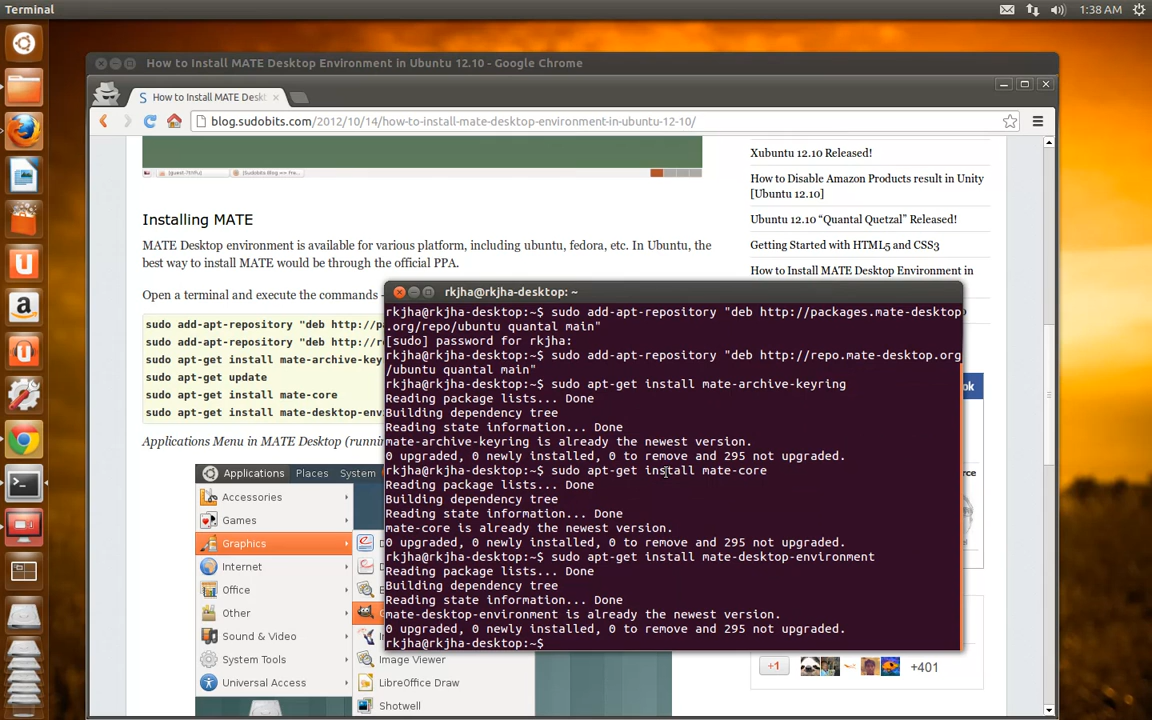 Terminal
1:38 AM
How to Install MATE Desktop Environment in Ubuntu 12.10 - Google Chrome
How to Install MATE Deskt
blog.sudobits.com/2012/10/14/how-to-install-mate-desktop-environment-in-ubuntu-12-10/
Installing MATE
MATE Desktop environment is available for various platform, including ubuntu, fedora, etc. In Ubuntu, the
best way to install MATE would be through the official PPA.
Open a terminal and execute the commands -
sudo add-apt-repository "deb http://p
sudo add-apt-repository "deb http://r
sudo apt-get install mate-archive-key
sudo apt-get update
sudo apt-get install mate-core
sudo apt-get install mate-desktop-env
Applications Menu in MATE Desktop (runni
Applications Places System
Accessories
Games
Graphics
Internet
Office
Other
Sound & Video
System Tools
Universal Access
Image Viewer
LibreOffice Draw
Shotwell
Xubuntu 12.10 Released!
How to Disable Amazon Products result in Unity
[Ubuntu 12.10]
Ubuntu 12.10 “Quantal Quetzal” Released!
Getting Started with HTML5 and CSS3
How to Install MATE Desktop Environment in
ok
+1
+401
rkjha@rkjha-desktop: ~
rkjha@rkjha-desktop:~$ sudo add-apt-repository "deb http://packages.mate-desktop
.org/repo/ubuntu quantal main"
[sudo] password for rkjha:
rkjha@rkjha-desktop:~$ sudo add-apt-repository "deb http://repo.mate-desktop.org
/ubuntu quantal main"
rkjha@rkjha-desktop:~$ sudo apt-get install mate-archive-keyring
Reading package lists... Done
Building dependency tree
Reading state information... Done
mate-archive-keyring is already the newest version.
0 upgraded, 0 newly installed, 0 to remove and 295 not upgraded.
rkjha@rkjha-desktop:~$ sudo apt-get install mate-core
Reading package lists... Done
Building dependency tree
Reading state information... Done
mate-core is already the newest version.
0 upgraded, 0 newly installed, 0 to remove and 295 not upgraded.
rkjha@rkjha-desktop:~$ sudo apt-get install mate-desktop-environment
Reading package lists... Done
Building dependency tree
Reading state information... Done
mate-desktop-environment is already the newest version.
0 upgraded, 0 newly installed, 0 to remove and 295 not upgraded.
rkjha@rkjha-desktop:~$